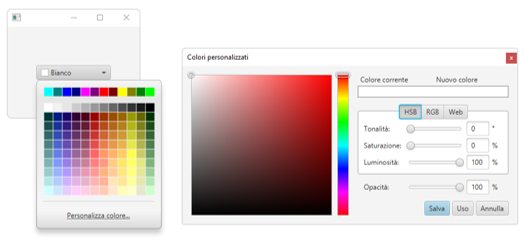 Bianco
Personalizza colore...
Colori personalizzati
x
Colore corrente Nuovo colore
HSB RGB Web
Tonalità: 0 °
Saturazione: 0 %
Luminosità: 100 %
Opacità: 100 %
Salva Uso Annulla